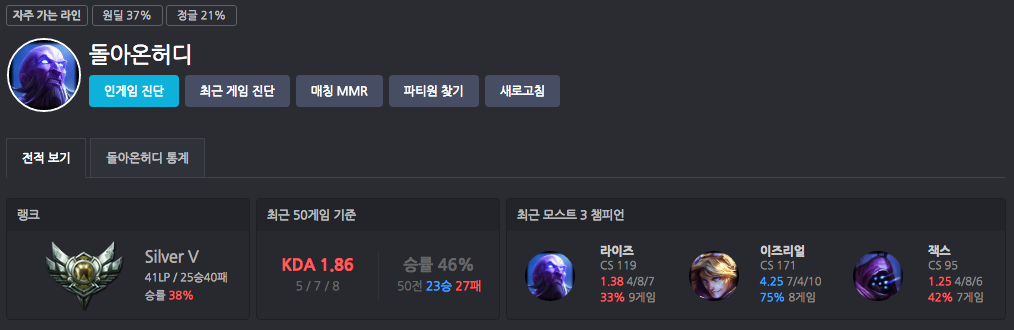 자주 가는 라인 원딜 37% 정글 21%
돌아온허디
인게임 진단 최근 게임 진단 매칭 MMR 파티원 찾기 새로고침
전적 보기 돌아온허디 통계
랭크
Silver V
41LP / 25승40패
승률 38%
최근 50게임 기준
KDA 1.86
5 / 7 / 8
승률 46%
50전 23승 27패
최근 모스트 3 챔피언
라이즈
CS 119
1.38 4/8/7
33% 9게임
이즈리얼
CS 171
4.25 7/4/10
75% 8게임
잭스
CS 95
1.25 4/8/6
42% 7게임